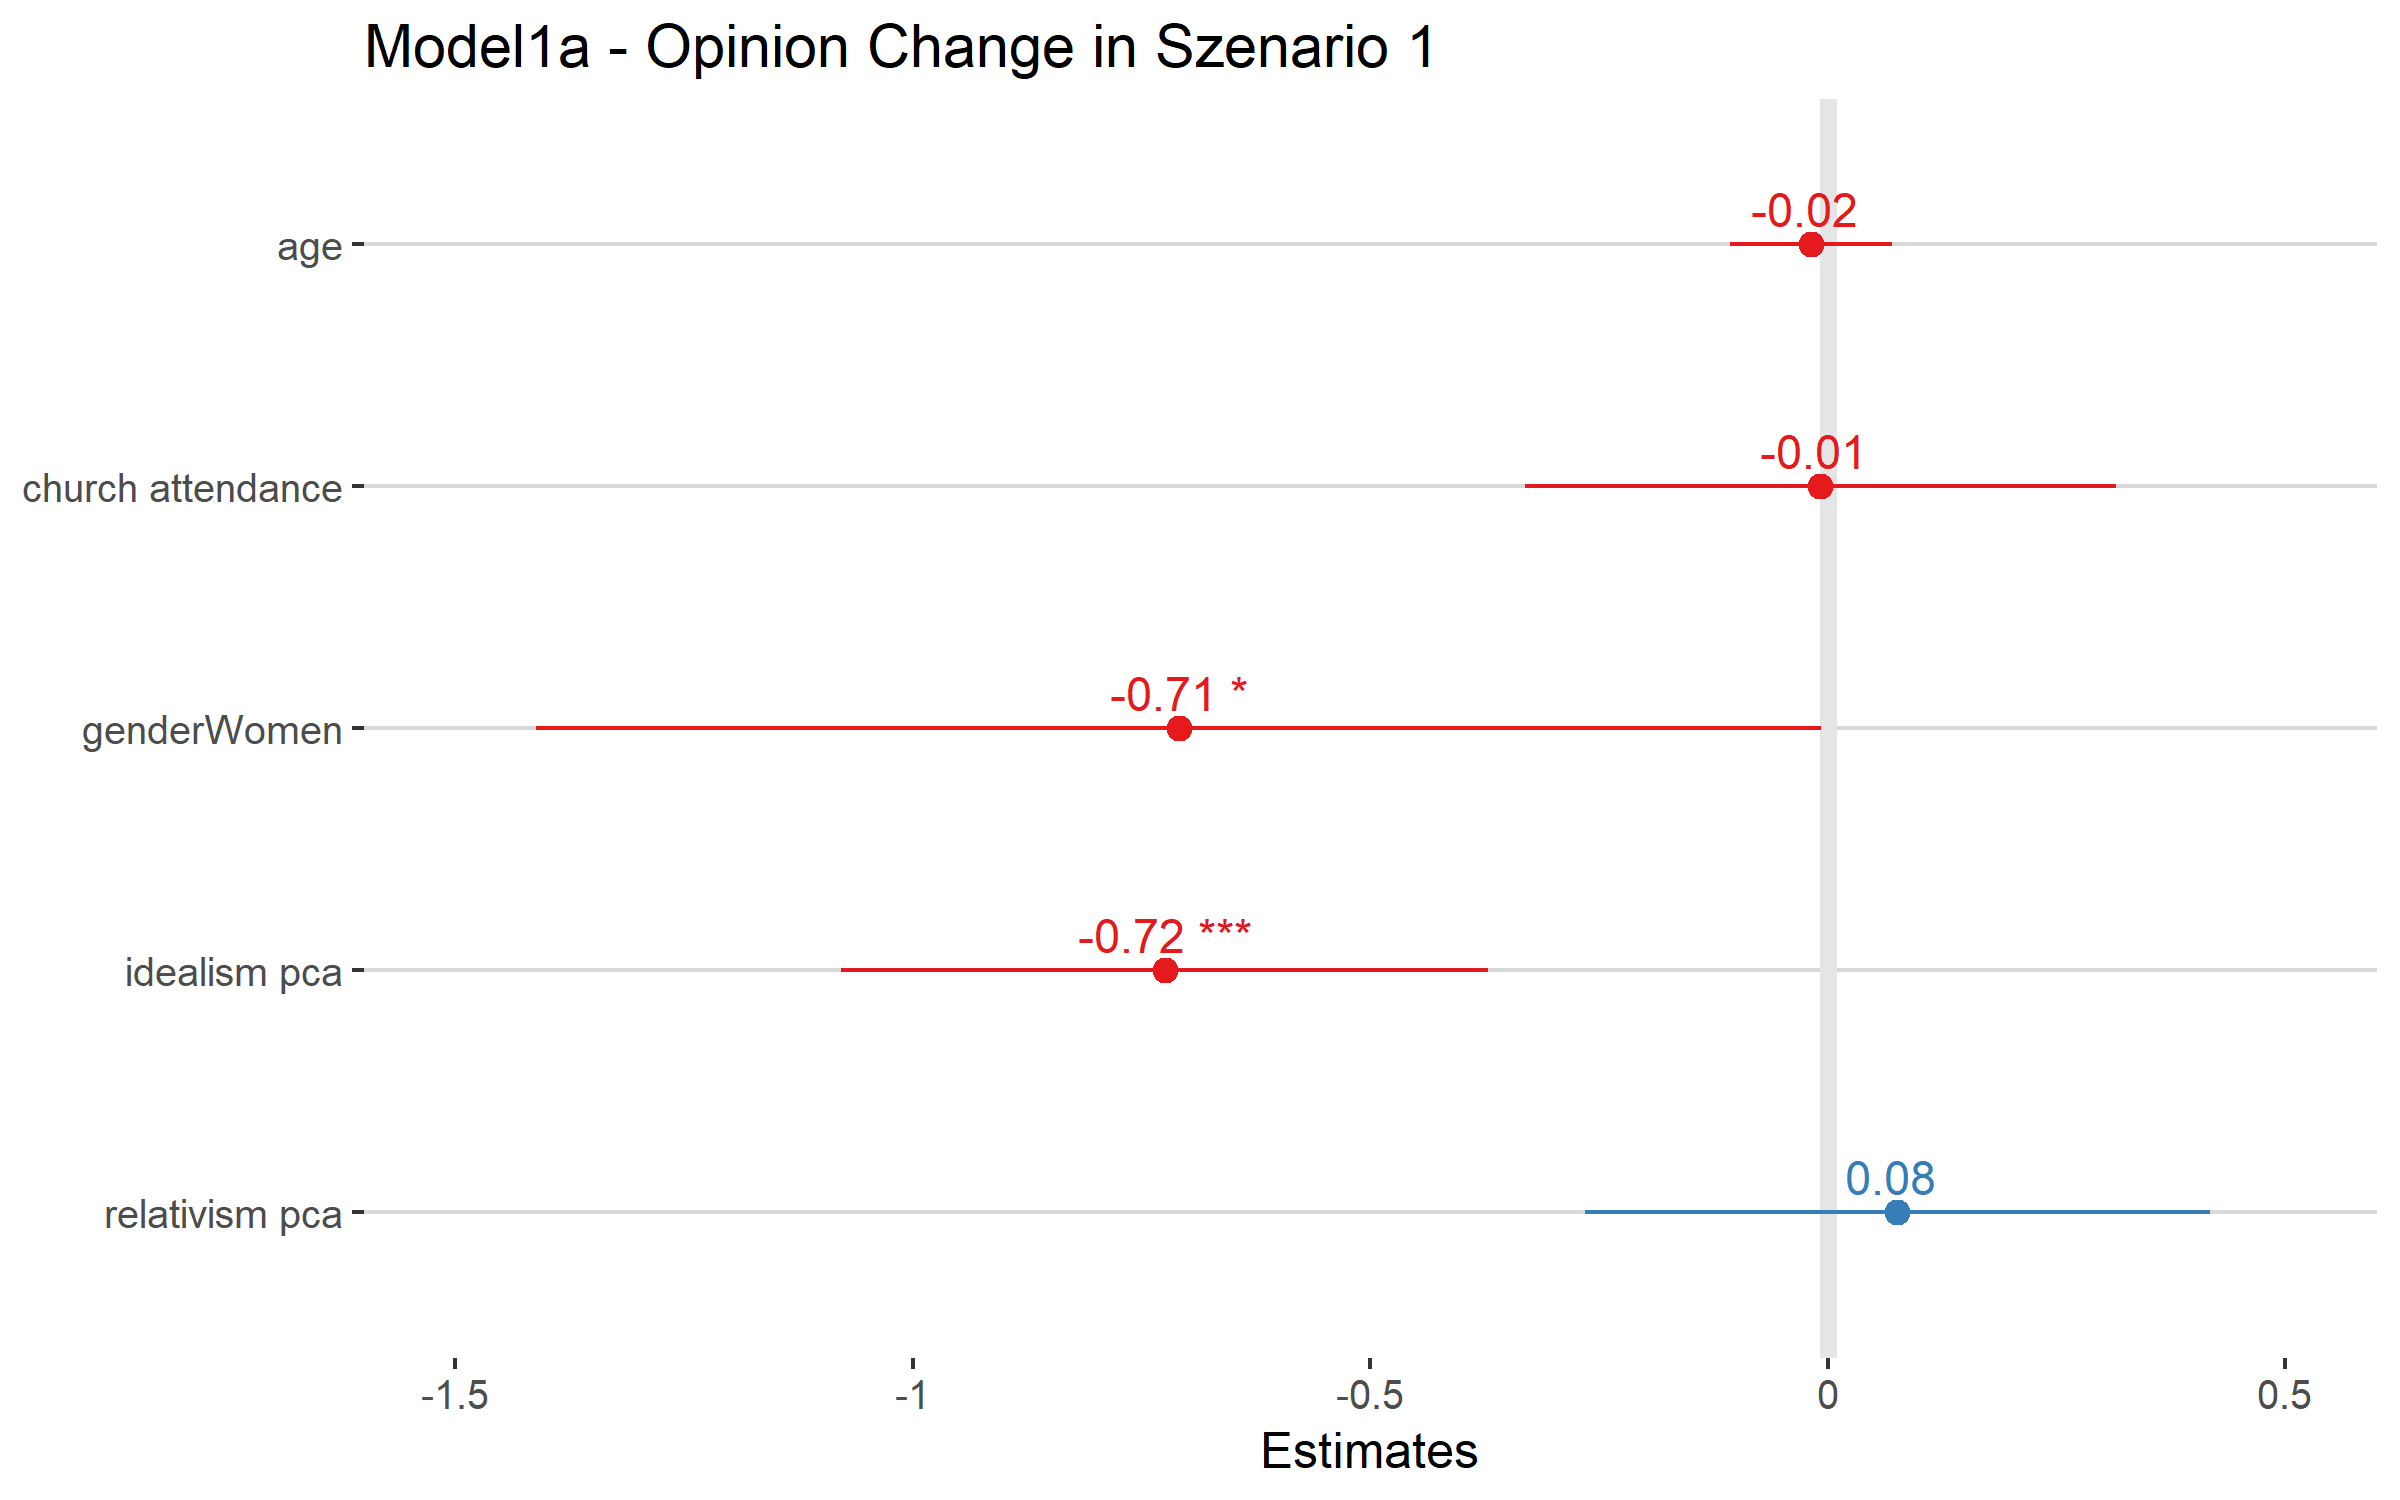 Model1a - Opinion Change in Szenario 1
age
-0.02
church attendance
-0.01
genderWomen
-0.71 *
idealism pca
-0.72 ***
relativism pca
0.08
-1.5 -1 -0.5 0 0.5
Estimates